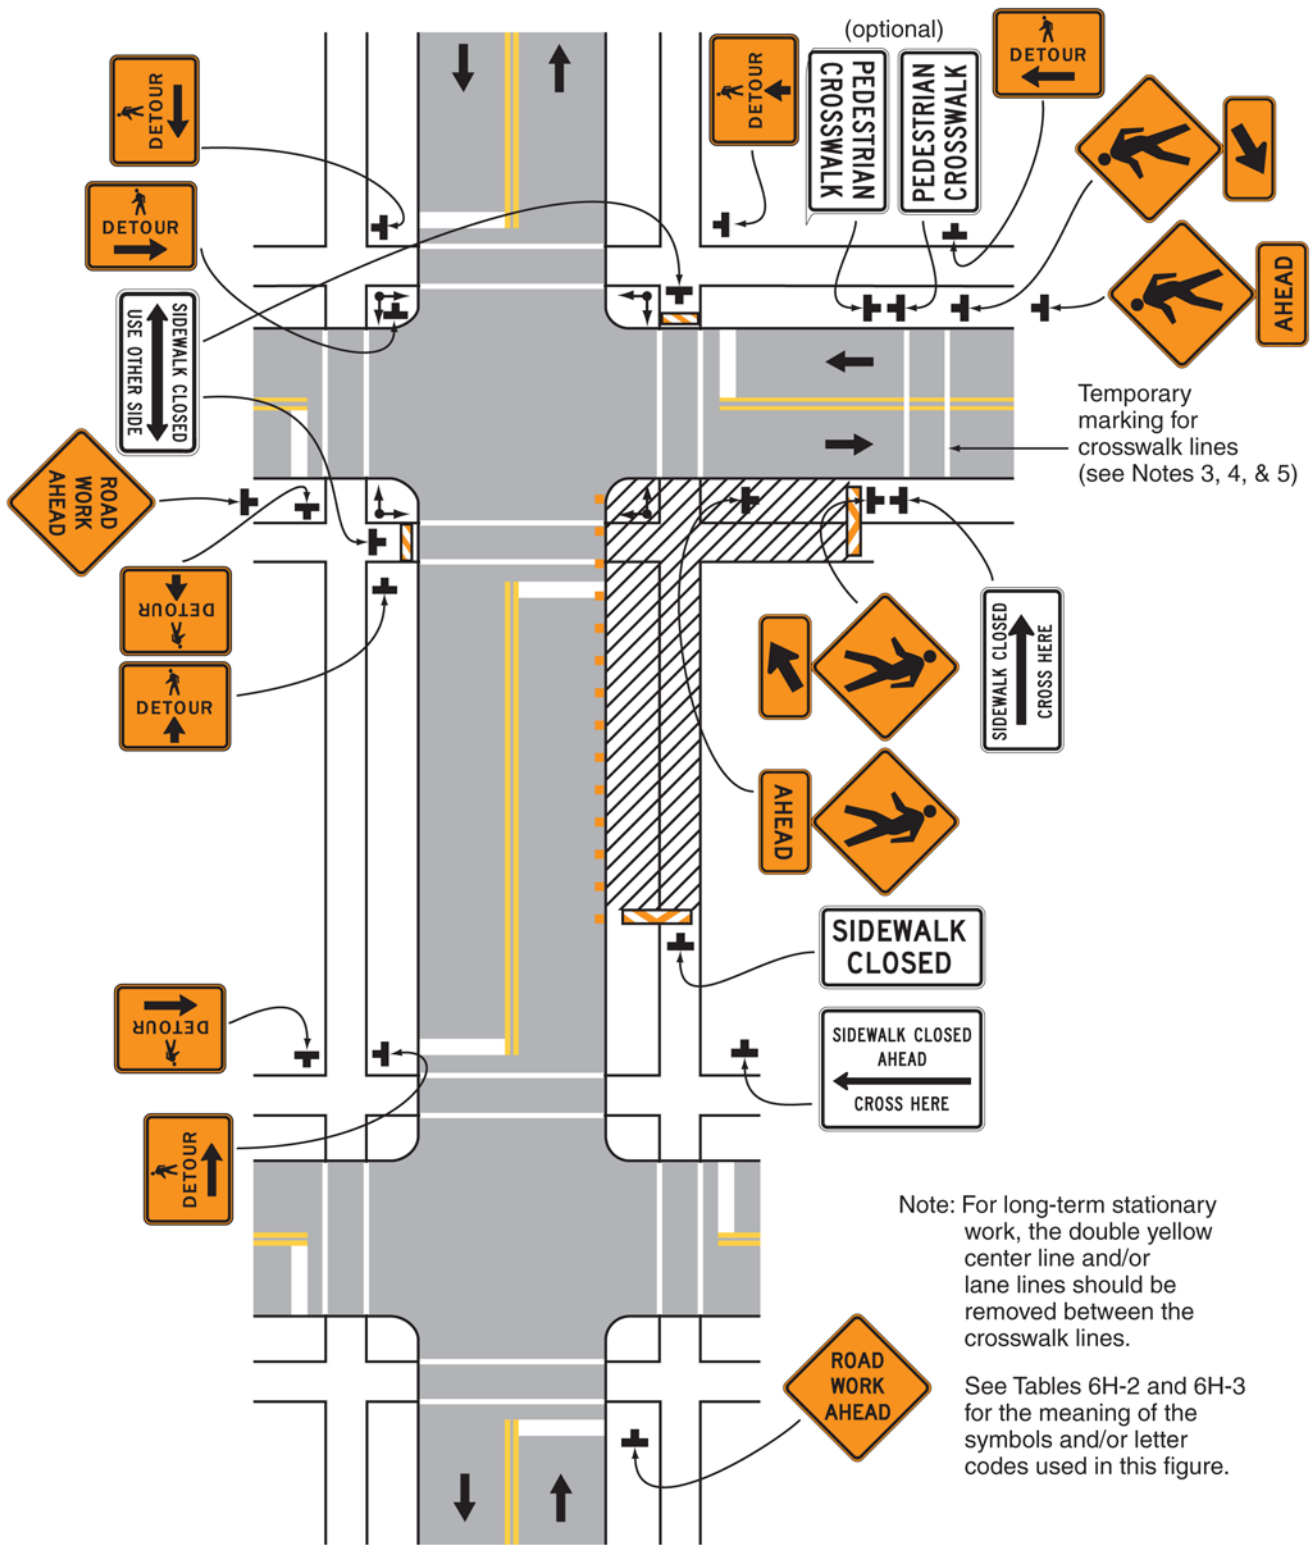 (optional)
DETOUR
DETOUR
PEDESTRIAN
CROSSWALK
PEDESTRIAN
CROSSWALK
DETOUR
DETOUR
AHEAD
SIDEWALK CLOSED
USE OTHER SIDE
Temporary
marking for
crosswalk lines
(see Notes 3, 4, & 5)
ROAD
WORK
AHEAD
DETOUR
DETOUR
SIDEWALK CLOSED
CROSS HERE
AHEAD
SIDEWALK
CLOSED
DETOUR
SIDEWALK CLOSED
AHEAD
CROSS HERE
DETOUR
Note: For long-term stationary
work, the double yellow
center line and/or
lane lines should be
removed between the
crosswalk lines.
ROAD
WORK
AHEAD
See Tables 6H-2 and 6H-3
for the meaning of the
symbols and/or letter
codes used in this figure.